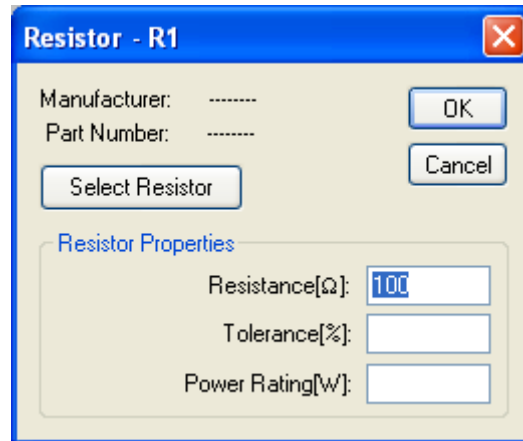 Resistor - R1
Manufacturer: --------
Part Number: --------
OK
Cancel
Select Resistor
Resistor Properties
Resistance[Ω]: 100
Tolerance[%]:
Power Rating[W]: